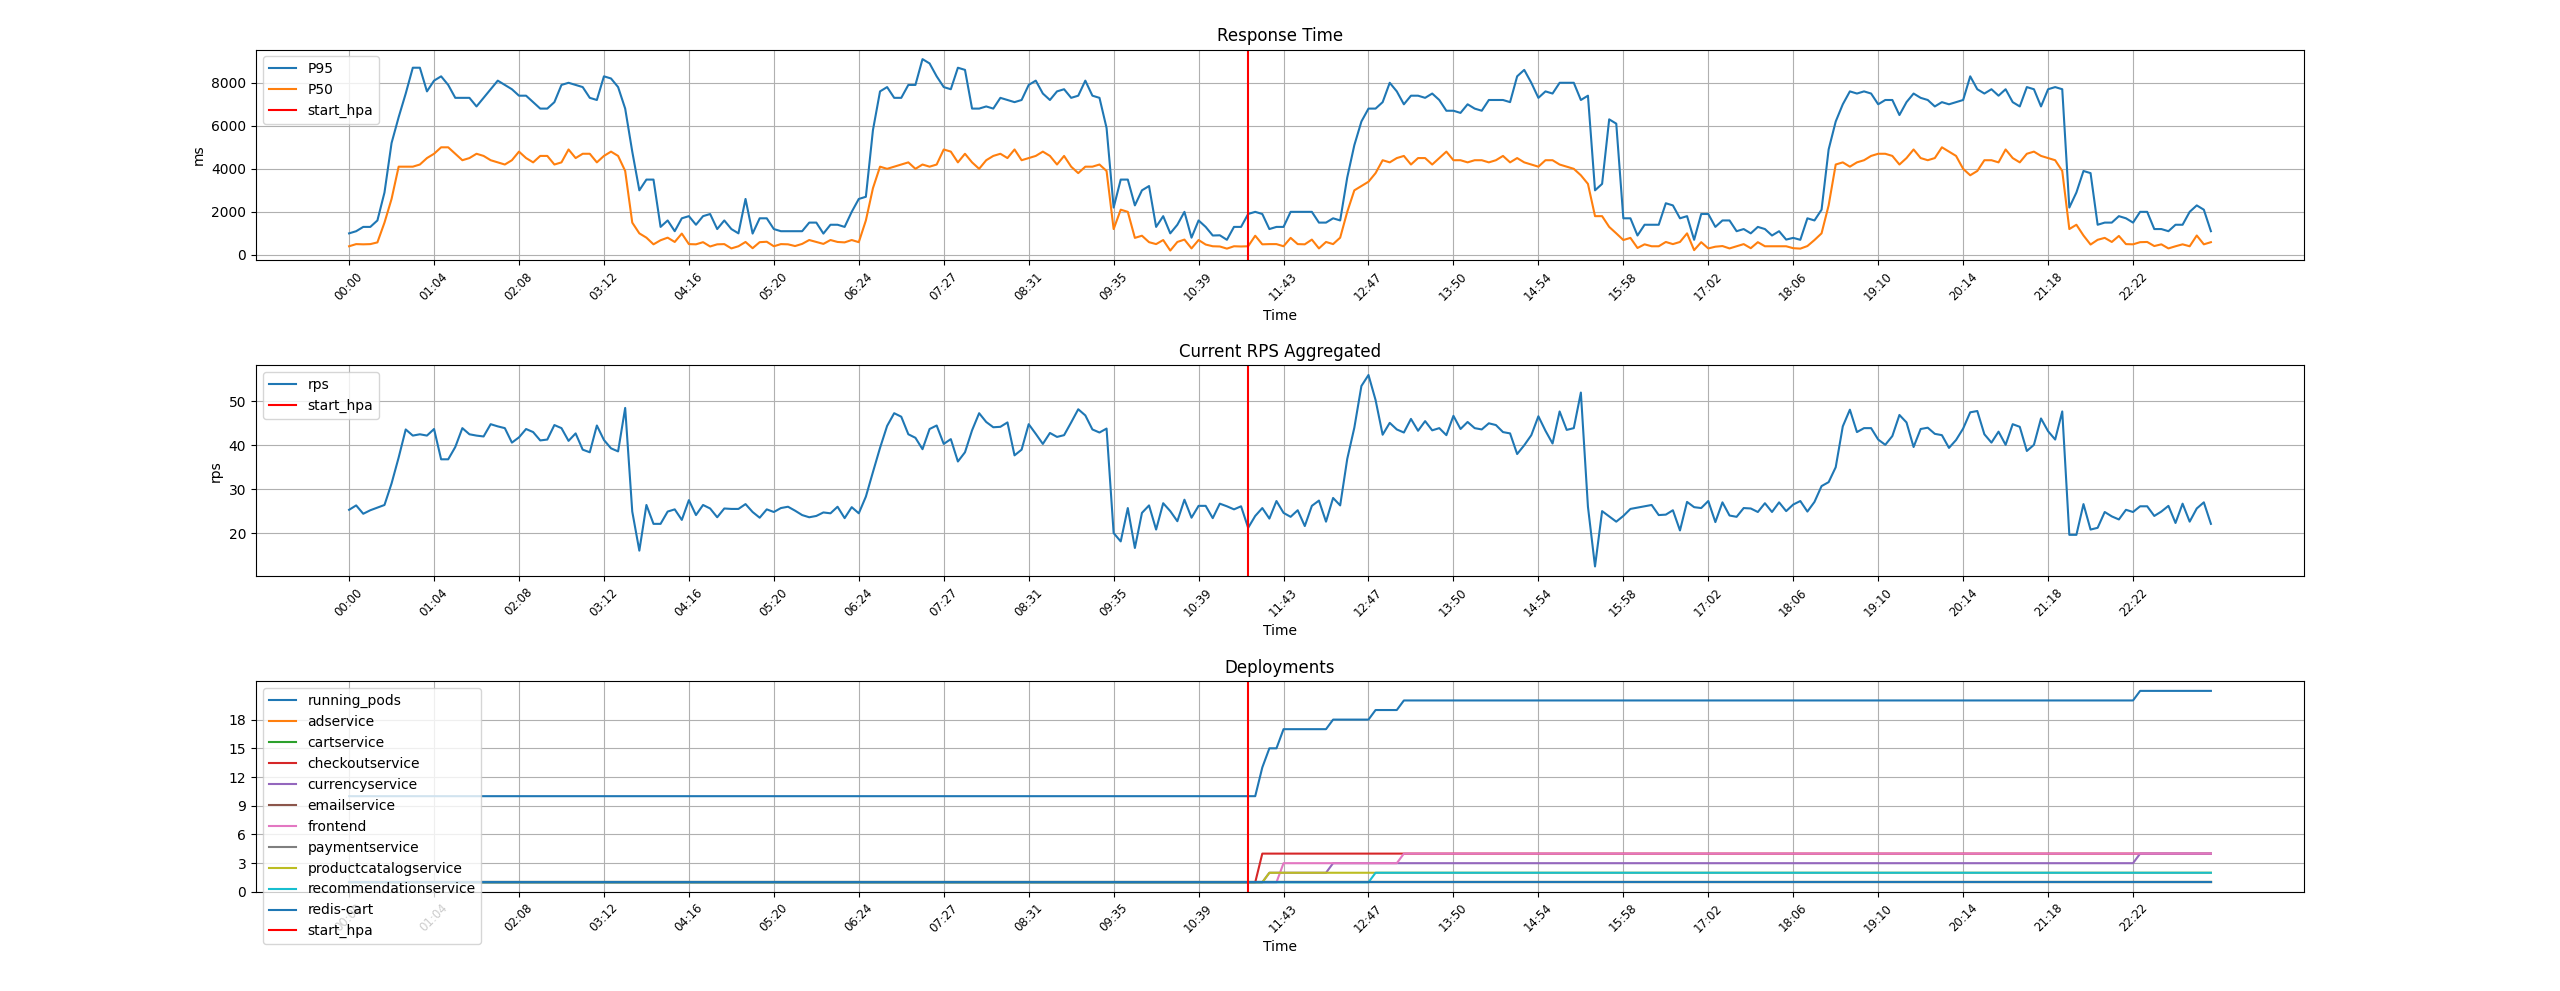 Response Time
P95
P50
start_hpa
8000
6000
4000
2000
0
ms
00:00 01:04 02:08 03:12 04:16 05:20 06:24 07:27 08:31 09:35 10:39 11:43 12:47 13:50 14:54 15:58 17:02 18:06 19:10 20:14 21:18 22:22
Time
Current RPS Aggregated
rps
start_hpa
50
40
30
20
rps
00:00 01:04 02:08 03:12 04:16 05:20 06:24 07:27 08:31 09:35 10:39 11:43 12:47 13:50 14:54 15:58 17:02 18:06 19:10 20:14 21:18 22:22
Time
Deployments
running_pods
adservice
cartservice
checkoutservice
currencyservice
emailservice
frontend
paymentservice
productcatalogservice
recommendationservice
redis-cart
start_hpa
18
15
12
9
6
3
0
01:04 02:08 03:12 04:16 05:20 06:24 07:27 08:31 09:35 10:39 11:43 12:47 13:50 14:54 15:58 17:02 18:06 19:10 20:14 21:18 22:22
Time